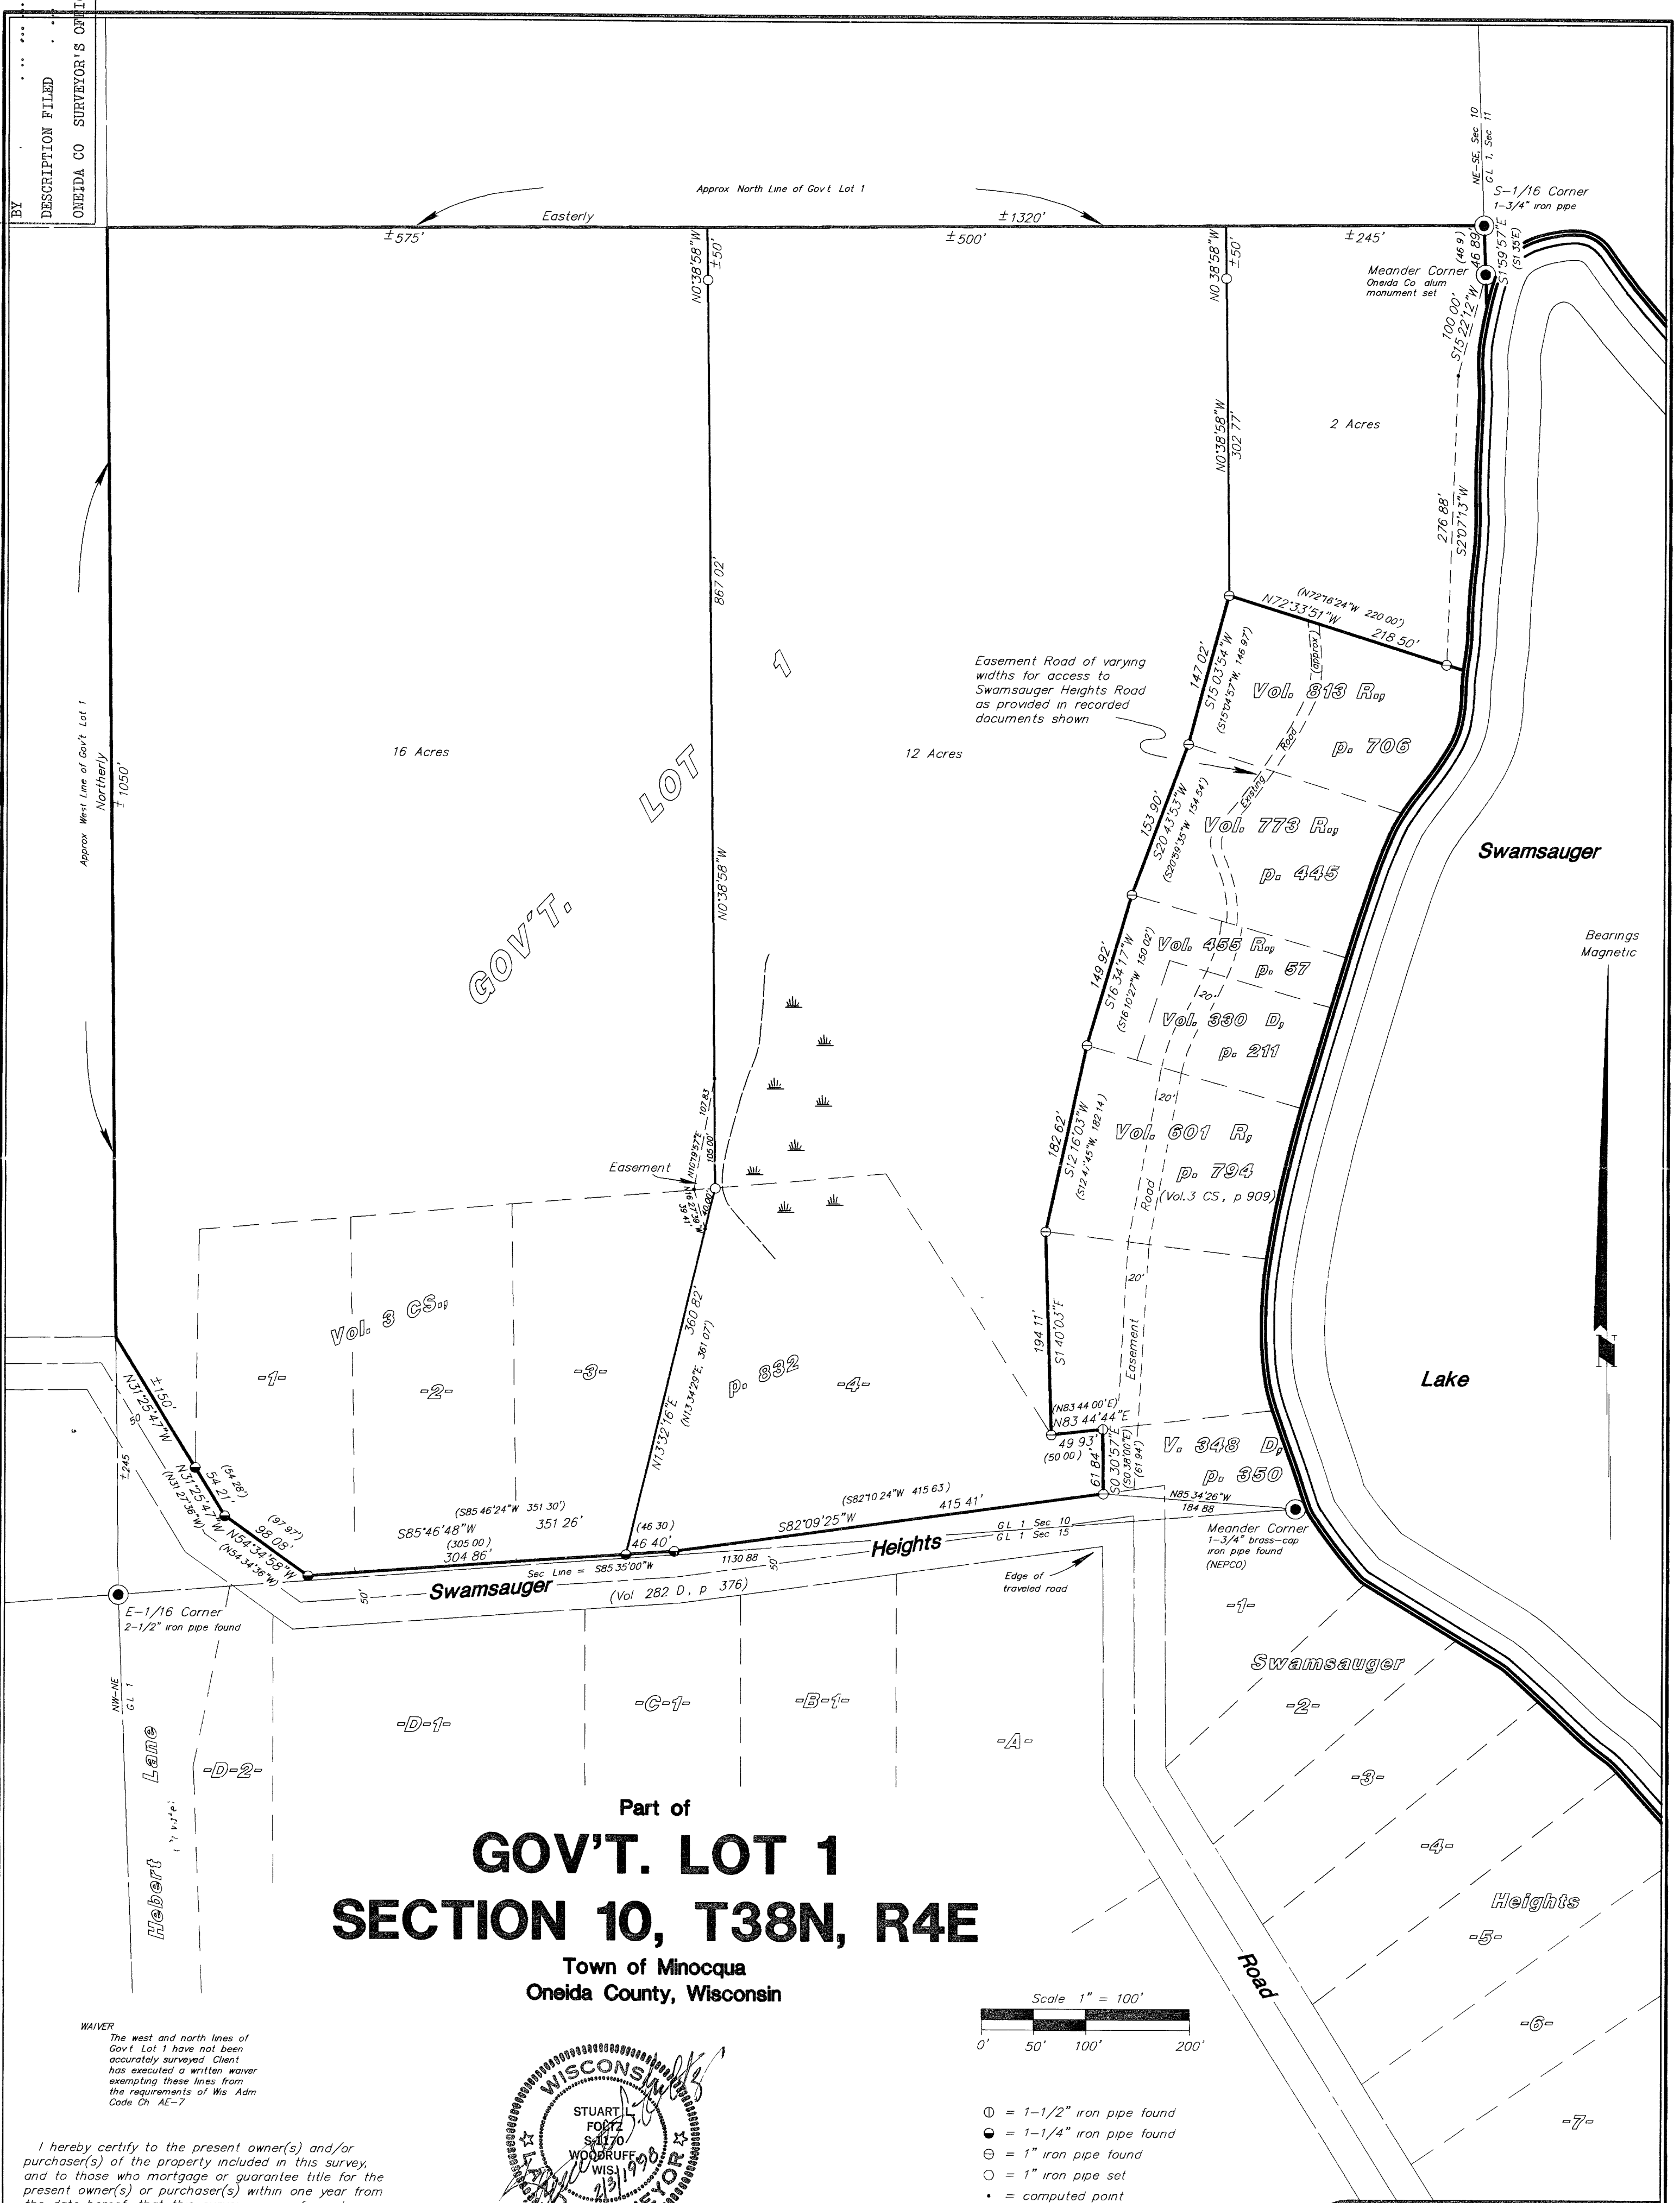 BY
DESCRIPTION FILED
ONEIDA CO SURVEYOR'S
NE-SE, Sec 10
GL 1, Sec 11
S-1/16 Corner
1-3/4" iron pipe
Approx North Line of Gov't Lot 1
Easterly
±1320'
±575'
±500'
±245'
N0°38'58"W
±50'
N0°38'58"W
±50'
(46 9)
46 89'
S1°59'57"E
(S1 35'E)
Meander Corner
Oneida Co alum
monument set
100 00'
S15 22'12"W
N0°38'58"W
302 77'
2 Acres
276 88'
S2°07'13"W
Approx West Line of Gov't Lot 1
Northerly
±1050'
867 02'
N0°38'58"W
(N72°16'24"W 220 00')
N72°33'51"W
218 50'
(approx)
Easement Road of varying
widths for access to
Swamsauger Heights Road
as provided in recorded
documents shown
147 02'
S15 03'54"W
(S15°04'57"W, 146 97')
Vol. 813 R.,
p. 706
16 Acres
12 Acres
GOV'T. LOT 1
Existing Road
153 90'
S20 43'53"W
(S20°59'35"W 154 54')
Vol. 773 R.,
p. 445
Swamsauger
Bearings
Magnetic
149 92'
S16 34'17"W
(S16 10'27"W 150 02')
Vol. 455 R.,
p. 57
20'
Vol. 330 D,
p. 211
182 62'
S12 16'03"W
(S12 47'45"W, 182 14')
20'
Vol. 601 R,
p. 794
(Vol.3 CS, p 909)
Road
Easement
N10°19'57"E 107.83
105.00'
N16 27'39"W
39 41'
40.00'
194 11'
S1 40'03"E
20'
Easement
Vol. 3 CS.,
p. 832
-1-
-2-
-3-
-4-
360 82'
N13°32'16"E
(N13 34'29"E, 361 07')
Lake
N
(N83 44 00'E)
N83 44'44"E
49 93'
(50 00)
61 84'
S0 30'57"E
(S0 38'00"E)
(61 94')
V. 348 D,
p. 350
N85 34'26"W
184 88
±150'
N31°25'47"W
50'
±245
(54 28')
54 21'
N31°25'47"W
(N31 27'36"W)
(97 97')
98 08'
N54°34'58"W
(N54 34'36"W)
(S85 46'24"W 351 30')
S85°46'48"W
351 26'
(305 00')
304 86'
(46 30)
46 40'
(S82°10 24"W 415 63')
415 41'
S82°09'25"W
Sec Line = S85 35'00"W
1130 88
50'
50'
Swamsauger
Heights
GL 1 Sec 10
GL 1 Sec 15
(Vol 282 D, p 376)
Edge of
traveled road
Meander Corner
1-3/4" brass-cap
iron pipe found
(NEPCO)
E-1/16 Corner
2-1/2" iron pipe found
NW-NE
GL 1
Hebert Lane
-D-2-
-D-1-
-C-1-
-B-1-
-A-
-1-
Swamsauger
-2-
-3-
-4-
Heights
-5-
-6-
-7-
Road
Part of
GOV'T. LOT 1
SECTION 10, T38N, R4E
Town of Minocqua
Oneida County, Wisconsin
WAIVER
The west and north lines of
Gov't Lot 1 have not been
accurately surveyed Client
has executed a written waiver
exempting these lines from
the requirements of Wis Adm
Code Ch AE-7
Scale 1" = 100'
0' 50' 100' 200'
WISCONSIN
STUART L.
FOLTZ
S-1170
WOODRUFF
WIS.
2/3/1998
= 1-1/2" iron pipe found
= 1-1/4" iron pipe found
= 1" iron pipe found
= 1" iron pipe set
= computed point
I hereby certify to the present owner(s) and/or
purchaser(s) of the property included in this survey,
and to those who mortgage or guarantee title for the
present owner(s) or purchaser(s) within one year from